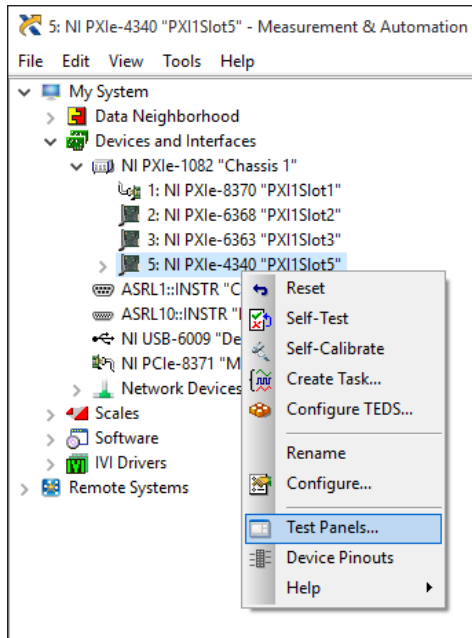 5: NI PXIe-4340 "PXI1Slot5" - Measurement & Automation
File Edit View Tools Help
My System
Data Neighborhood
Devices and Interfaces
NI PXIe-1082 "Chassis 1"
1: NI PXIe-8370 "PXI1Slot1"
2: NI PXIe-6368 "PXI1Slot2"
3: NI PXIe-6363 "PXI1Slot3"
5: NI PXIe-4340 "PXI1Slot5"
ASRL1::INSTR "C
ASRL10::INSTR "
NI USB-6009 "De
NI PCIe-8371 "M
Network Devices
Scales
Software
IVI Drivers
Remote Systems
Reset
Self-Test
Self-Calibrate
Create Task...
Configure TEDS...
Rename
Configure...
Test Panels...
Device Pinouts
Help